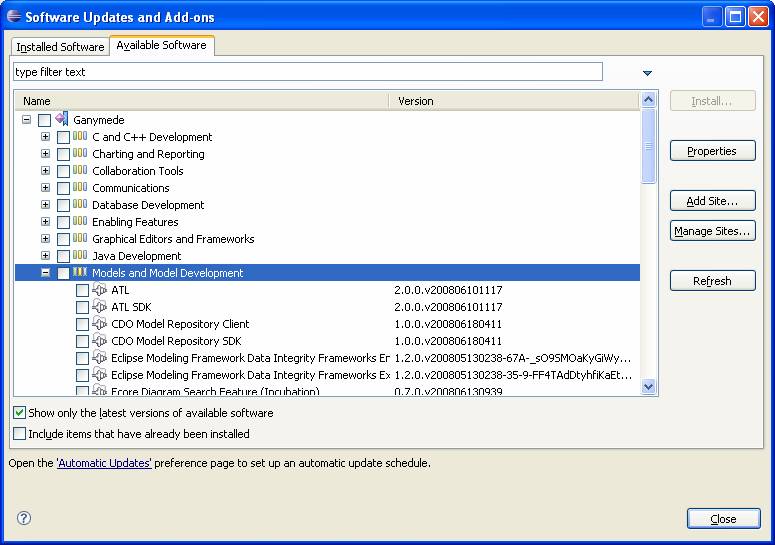 Software Updates and Add-ons
Installed Software Available Software
type filter text
Name Version
Install...
Ganymede
C and C++ Development
Charting and Reporting
Properties
Collaboration Tools
Communications
Database Development
Add Site...
Enabling Features
Manage Sites...
Graphical Editors and Frameworks
Java Development
Models and Model Development
Refresh
ATL 2.0.0.v200806101117
ATL SDK 2.0.0.v200806101117
CDO Model Repository Client 1.0.0.v200806180411
CDO Model Repository SDK 1.0.0.v200806180411
Eclipse Modeling Framework Data Integrity Frameworks En 1.2.0.v200805130238-67A-_sO9SMOaKyGiWy...
Eclipse Modeling Framework Data Integrity Frameworks Ex 1.2.0.v200805130238-35-9-FF4TAdDtyhfiKaEt...
Ecore Diagram Search Feature (Incubation) 0.7.0.v200806130939
Show only the latest versions of available software
Include items that have already been installed
Open the 'Automatic Updates' preference page to set up an automatic update schedule.
?
Close